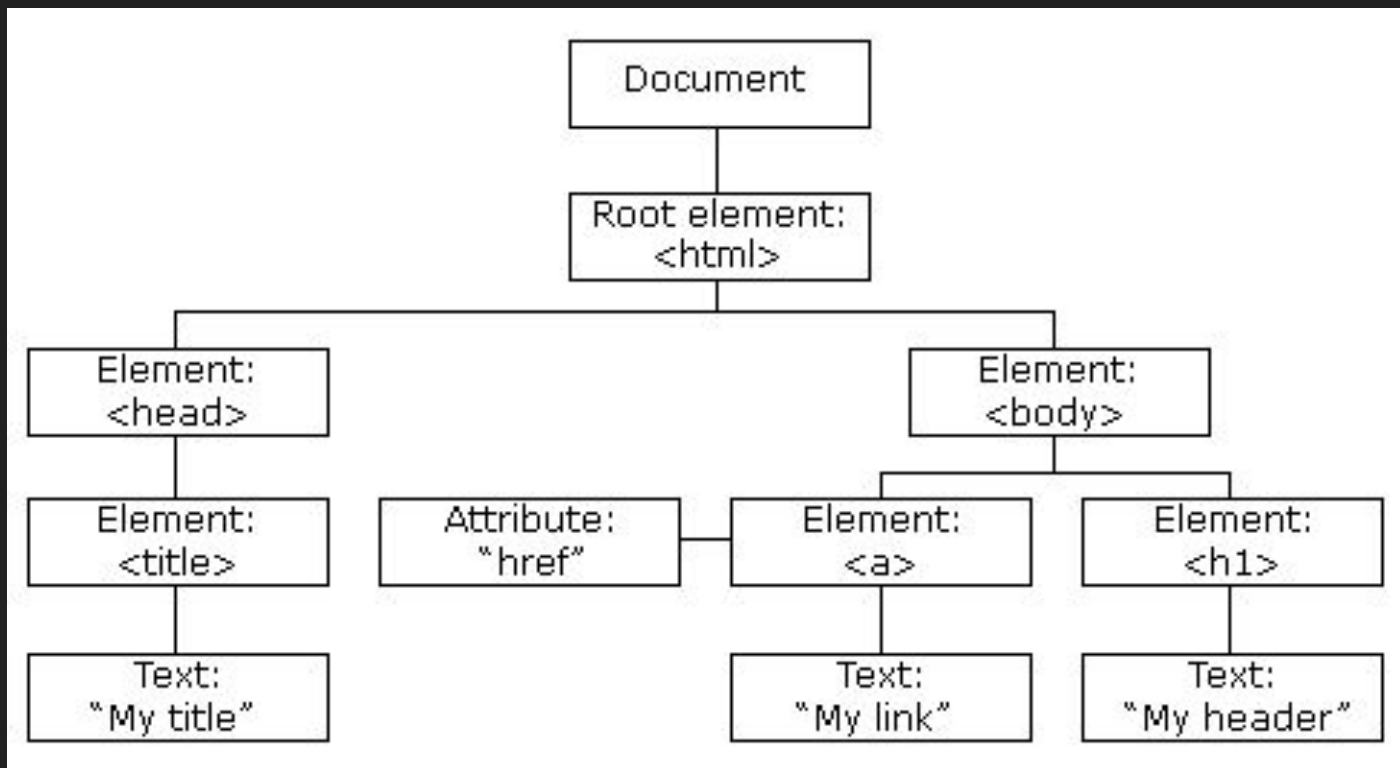 Document
Root element:
<html>
Element:
<head>
Element:
<body>
Element:
<title>
Attribute:
“href”
Element:
<a>
Element:
<h1>
Text:
“My title”
Text:
“My link”
Text:
“My header”